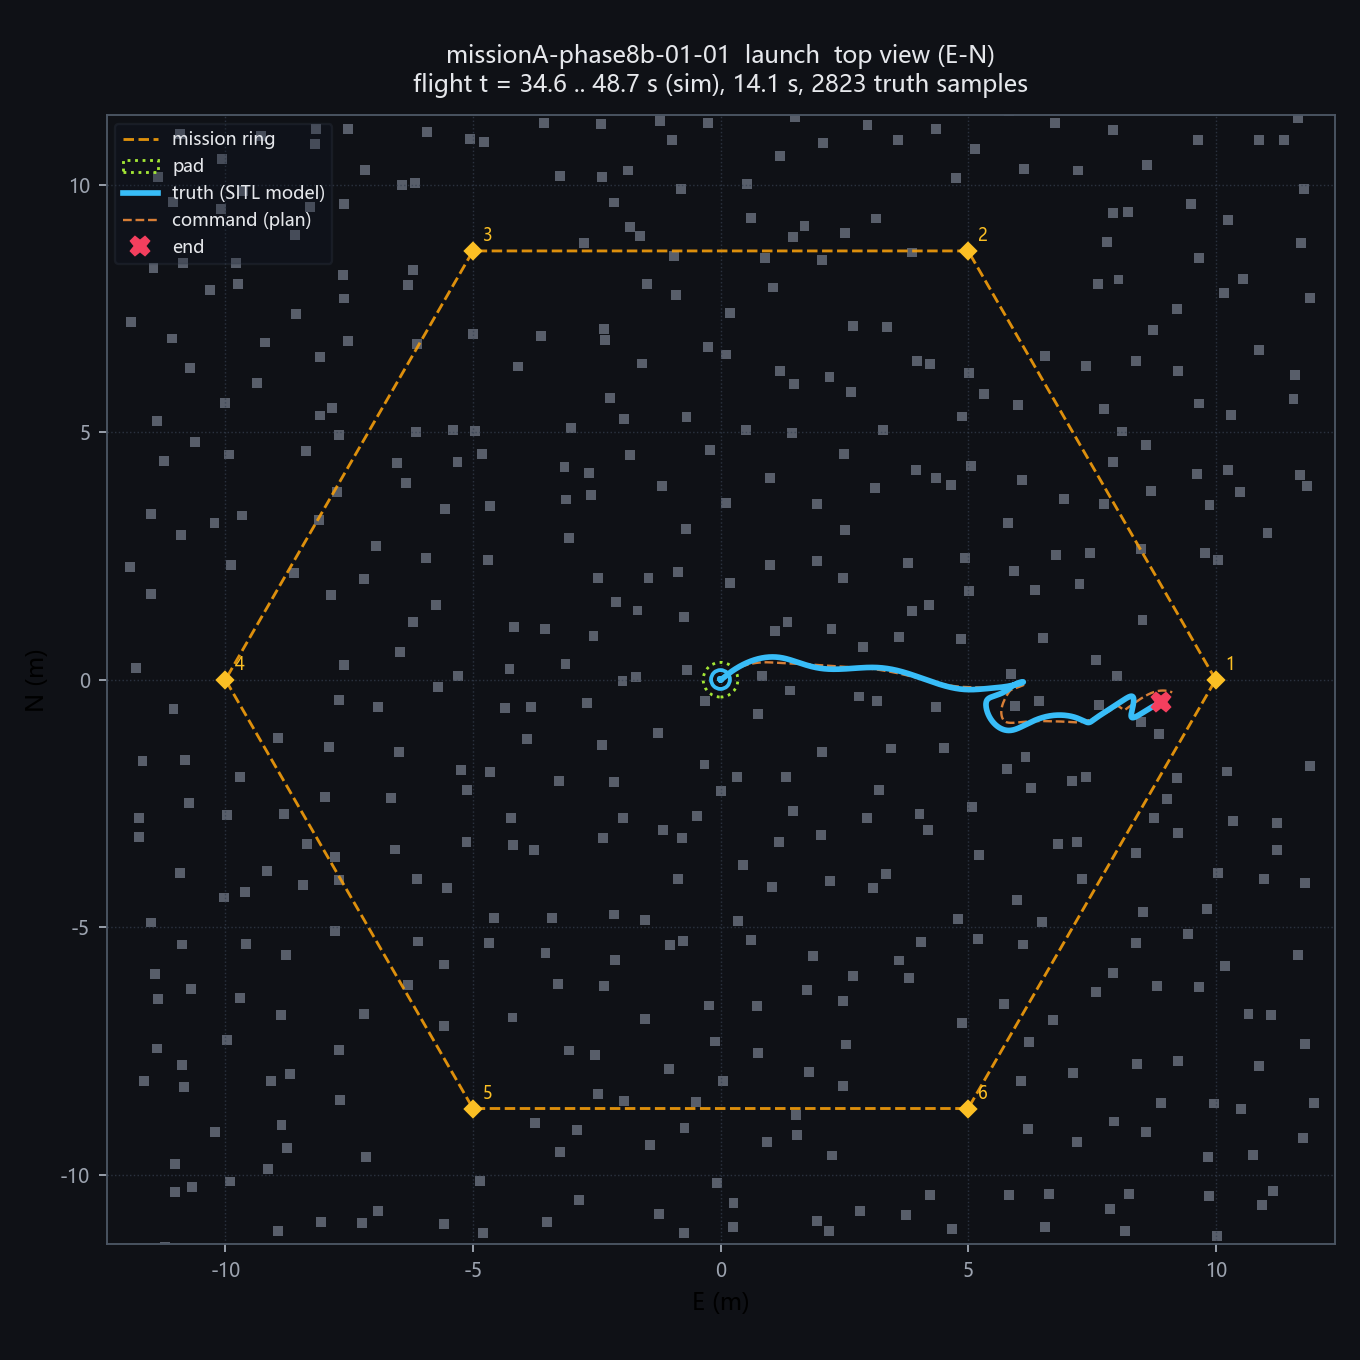 missionA-phase8b-01-01  launch  top view (E-N)
flight t = 34.6 .. 48.7 s (sim), 14.1 s, 2823 truth samples
mission ring
pad
truth (SITL model)
command (plan)
end
10
5
0
-5
-10
N (m)
3
2
4
1
5
6
-10
-5
0
5
10
E (m)